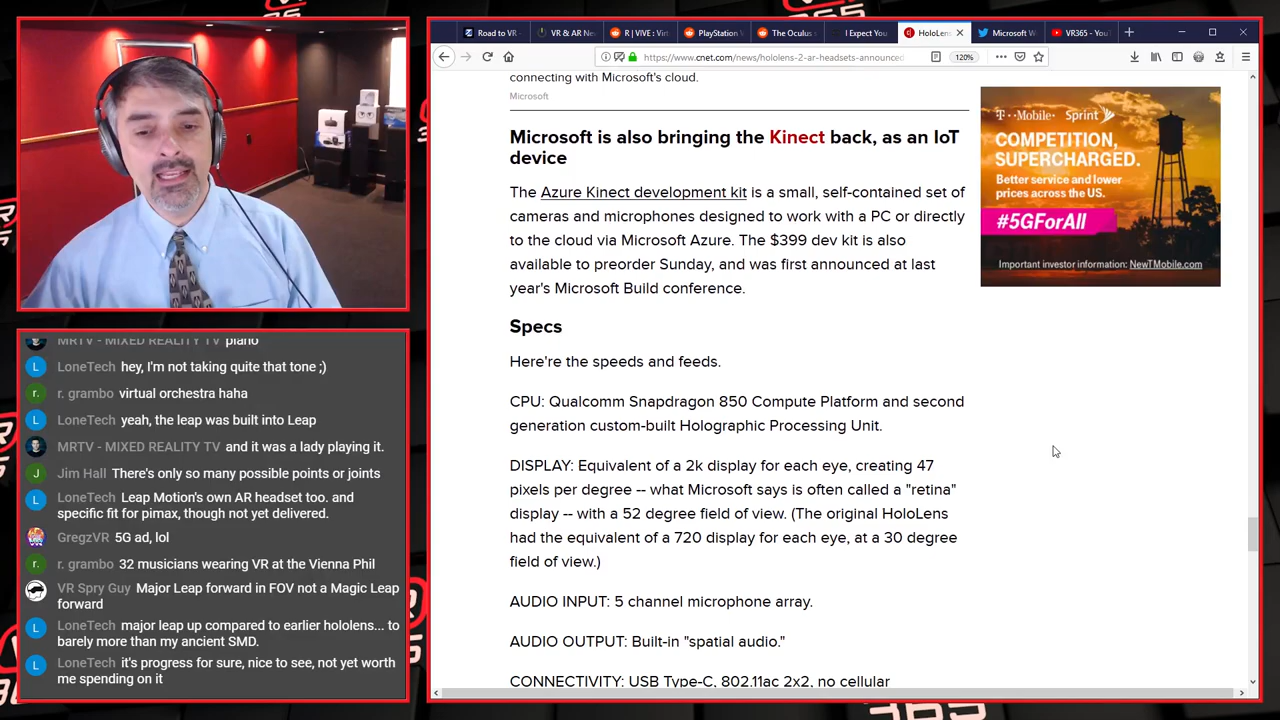 Road to VR -
VR & AR Ne
R | VIVE : Virt
PlayStation V
The Oculus s
I Expect You
HoloLen
Microsoft W
VR365 - You
https://www.cnet.com/news/hololens-2-ar-headsets-announced
120%
connecting with Microsoft's cloud.
Microsoft
Microsoft is also bringing the Kinect back, as an IoT
device
The Azure Kinect development kit is a small, self-contained set of
cameras and microphones designed to work with a PC or directly
to the cloud via Microsoft Azure. The $399 dev kit is also
available to preorder Sunday, and was first announced at last
year's Microsoft Build conference.
Specs
Here're the speeds and feeds.
CPU: Qualcomm Snapdragon 850 Compute Platform and second
generation custom-built Holographic Processing Unit.
DISPLAY: Equivalent of a 2k display for each eye, creating 47
pixels per degree -- what Microsoft says is often called a "retina"
display -- with a 52 degree field of view. (The original HoloLens
had the equivalent of a 720 display for each eye, at a 30 degree
field of view.)
AUDIO INPUT: 5 channel microphone array.
AUDIO OUTPUT: Built-in "spatial audio."
CONNECTIVITY: USB Type-C, 802.11ac 2x2, no cellular
T··Mobile· Sprint
COMPETITION,
SUPERCHARGED.
Better service and lower
prices across the US.
#5GForAll
Important investor information: NewTMobile.com
MRTV - MIXED REALITY TV piano
LoneTech hey, I'm not taking quite that tone ;)
r. grambo virtual orchestra haha
LoneTech yeah, the leap was built into Leap
MRTV - MIXED REALITY TV and it was a lady playing it.
Jim Hall There's only so many possible points or joints
LoneTech Leap Motion's own AR headset too. and
specific fit for pimax, though not yet delivered.
GregzVR 5G ad, lol
r. grambo 32 musicians wearing VR at the Vienna Phil
VR Spry Guy Major Leap forward in FOV not a Magic Leap
forward
LoneTech major leap up compared to earlier hololens... to
barely more than my ancient SMD.
LoneTech it's progress for sure, nice to see, not yet worth
me spending on it